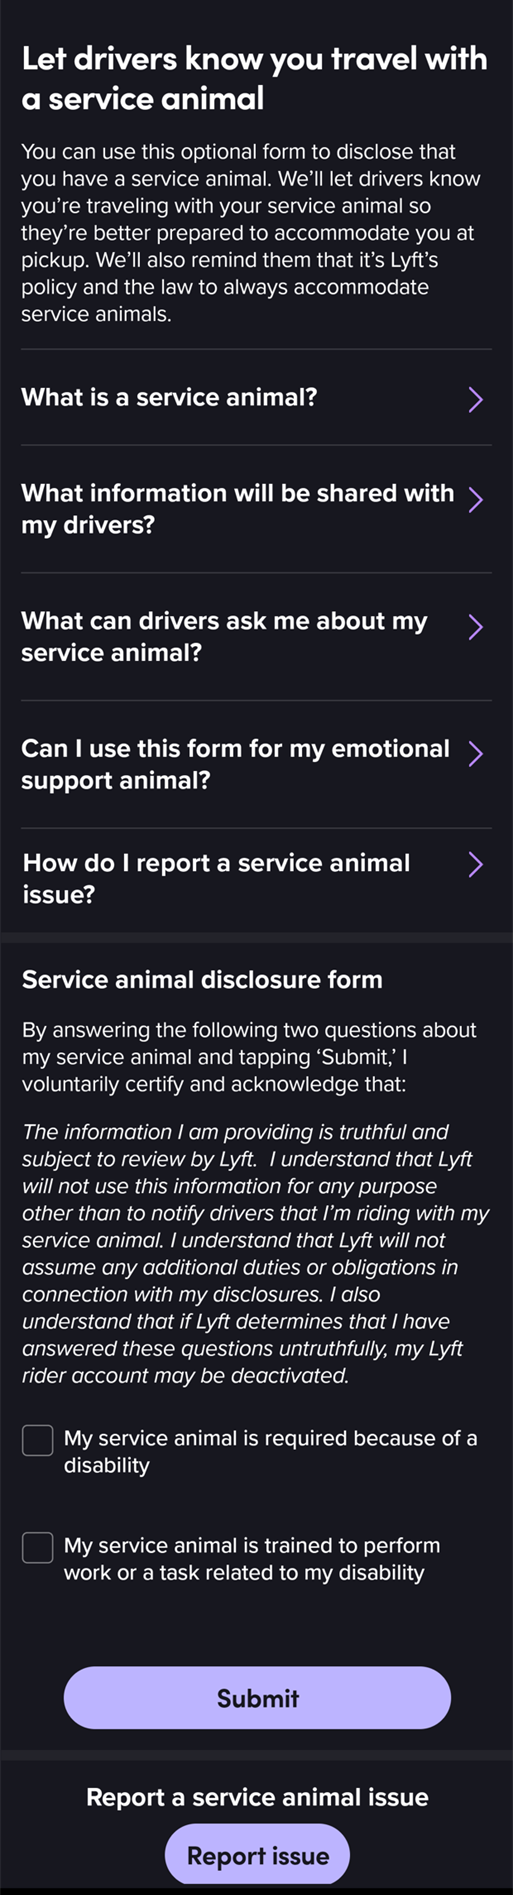 Let drivers know you travel with
a service animal
You can use this optional form to disclose that
you have a service animal. We’ll let drivers know
you’re traveling with your service animal so
they’re better prepared to accommodate you at
pickup. We’ll also remind them that it’s Lyft’s
policy and the law to always accommodate
service animals.
What is a service animal?
What information will be shared with
my drivers?
What can drivers ask me about my
service animal?
Can I use this form for my emotional
support animal?
How do I report a service animal
issue?
Service animal disclosure form
By answering the following two questions about
my service animal and tapping ‘Submit,’ I
voluntarily certify and acknowledge that:
The information I am providing is truthful and
subject to review by Lyft.  I understand that Lyft
will not use this information for any purpose
other than to notify drivers that I’m riding with my
service animal. I understand that Lyft will not
assume any additional duties or obligations in
connection with my disclosures. I also
understand that if Lyft determines that I have
answered these questions untruthfully, my Lyft
rider account may be deactivated.
My service animal is required because of a
disability
My service animal is trained to perform
work or a task related to my disability
Submit
Report a service animal issue
Report issue